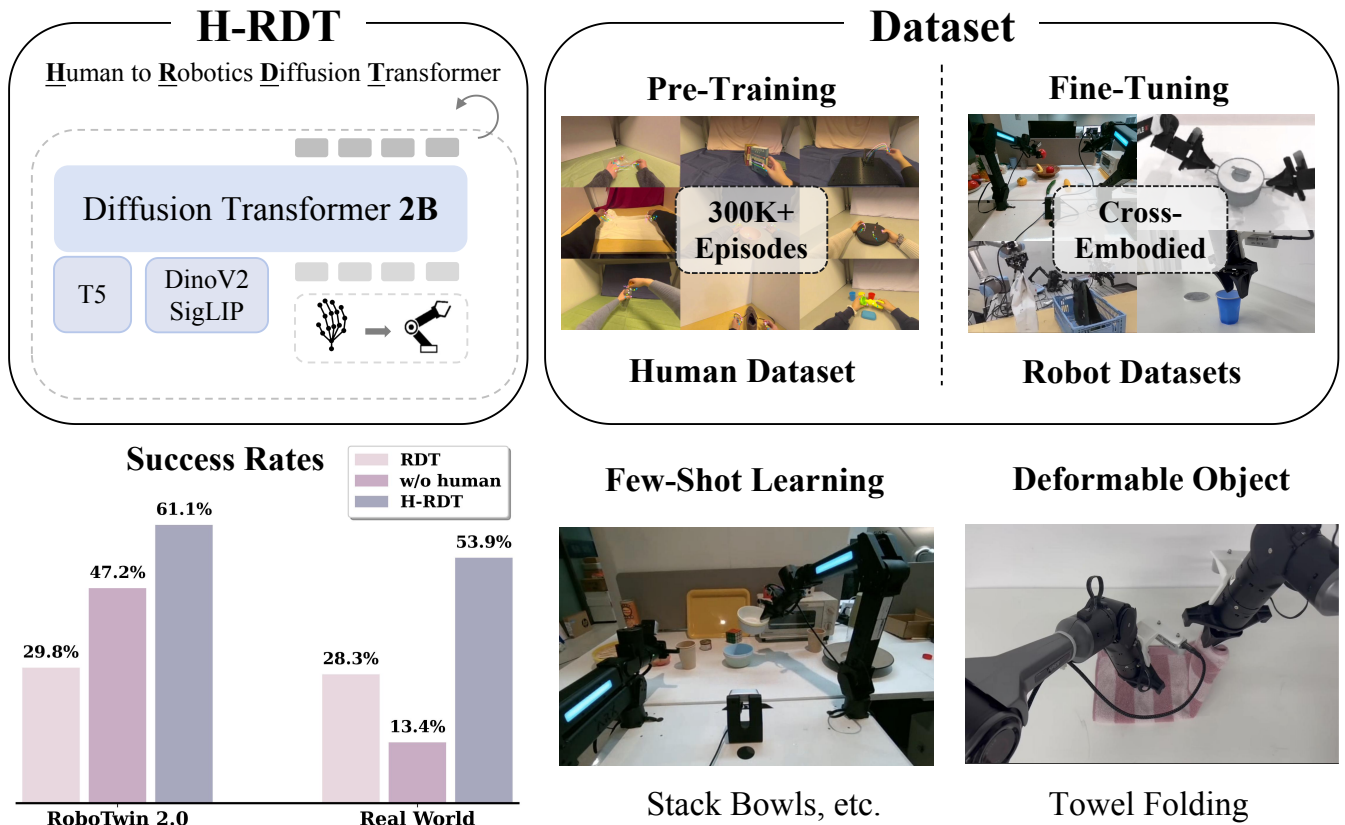 H-RDT
Human to Robotics Diffusion Transformer
Diffusion Transformer 2B
T5
DinoV2
SigLIP
Dataset
Pre-Training
300K+
Episodes
Human Dataset
Fine-Tuning
Cross-
Embodied
Robot Datasets
Success Rates
RDT
w/o human
H-RDT
29.8%
47.2%
61.1%
28.3%
13.4%
53.9%
RoboTwin 2.0
Real World
Few-Shot Learning
Stack Bowls, etc.
Deformable Object
Towel Folding